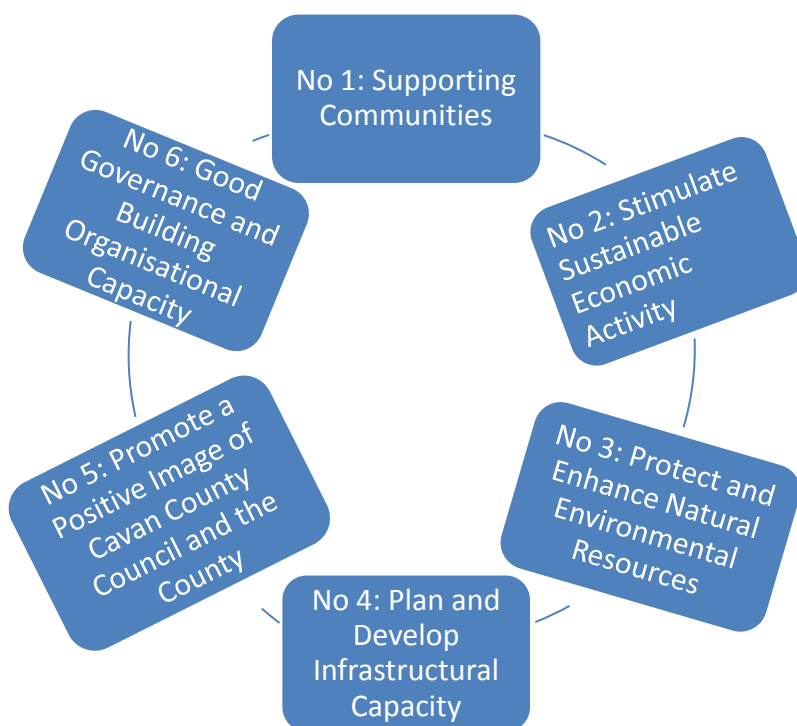 No 1: Supporting
Communities
No 2: Stimulate
Sustainable
Economic
Activity
No 3: Protect and
Enhance Natural
Environmental
Resources
No 4: Plan and
Develop
Infrastructural
Capacity
No 5: Promote a
Positive Image of
Cavan County
Council and the
County
No 6: Good
Governance and
Building
Organisational
Capacity